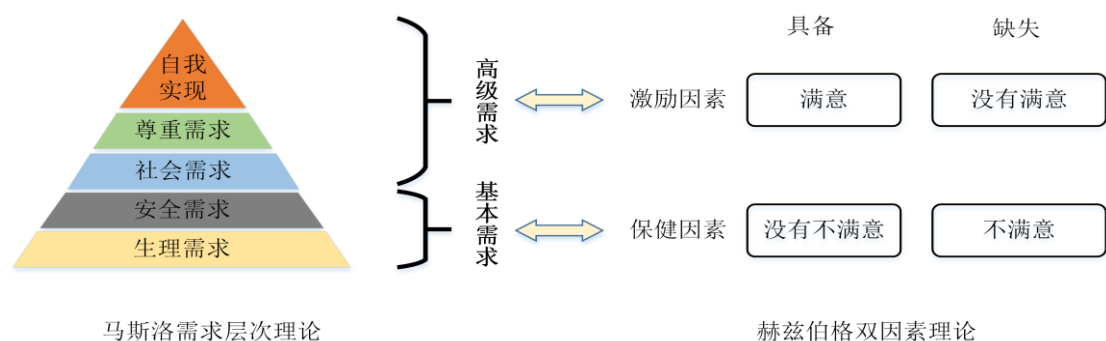 自我
实现
尊重需求
社会需求
安全需求
生理需求
高级需求
基本需求
具备
缺失
激励因素
满意
没有满意
保健因素
没有不满意
不满意
马斯洛需求层次理论
赫兹伯格双因素理论